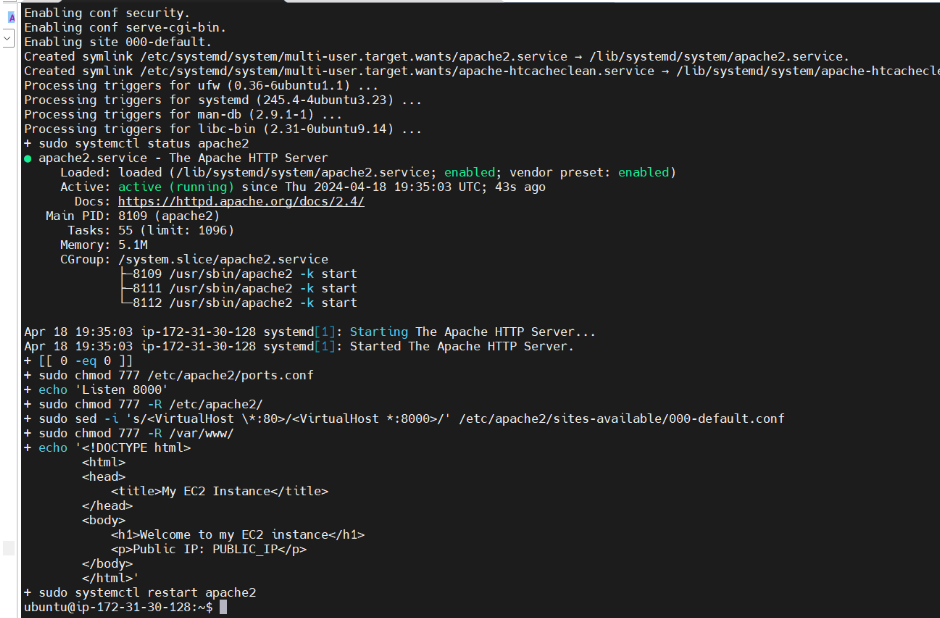 Enabling conf security.
Enabling conf serve-cgi-bin.
Enabling site 000-default.
Created symlink /etc/systemd/system/multi-user.target.wants/apache2.service → /lib/systemd/system/apache2.service.
Created symlink /etc/systemd/system/multi-user.target.wants/apache-htcacheclean.service → /lib/systemd/system/apache-htcachecle
Processing triggers for ufw (0.36-6ubuntu1.1) ...
Processing triggers for systemd (245.4-4ubuntu3.23) ...
Processing triggers for man-db (2.9.1-1) ...
Processing triggers for libc-bin (2.31-0ubuntu9.14) ...
+ sudo systemctl status apache2
● apache2.service - The Apache HTTP Server
     Loaded: loaded (/lib/systemd/system/apache2.service; enabled; vendor preset: enabled)
     Active: active (running) since Thu 2024-04-18 19:35:03 UTC; 43s ago
       Docs: https://httpd.apache.org/docs/2.4/
   Main PID: 8109 (apache2)
      Tasks: 55 (limit: 1096)
     Memory: 5.1M
     CGroup: /system.slice/apache2.service
             ├─8109 /usr/sbin/apache2 -k start
             ├─8111 /usr/sbin/apache2 -k start
             └─8112 /usr/sbin/apache2 -k start
Apr 18 19:35:03 ip-172-31-30-128 systemd[1]: Starting The Apache HTTP Server...
Apr 18 19:35:03 ip-172-31-30-128 systemd[1]: Started The Apache HTTP Server.
+ [[ 0 -eq 0 ]]
+ sudo chmod 777 /etc/apache2/ports.conf
+ echo 'Listen 8000'
+ sudo chmod 777 -R /etc/apache2/
+ sudo sed -i 's/<VirtualHost \*:80>/<VirtualHost *:8000>/' /etc/apache2/sites-available/000-default.conf
+ sudo chmod 777 -R /var/www/
+ echo '<!DOCTYPE html>
        <html>
        <head>
            <title>My EC2 Instance</title>
        </head>
        <body>
            <h1>Welcome to my EC2 instance</h1>
            <p>Public IP: PUBLIC_IP</p>
        </body>
        </html>'
+ sudo systemctl restart apache2
ubuntu@ip-172-31-30-128:~$